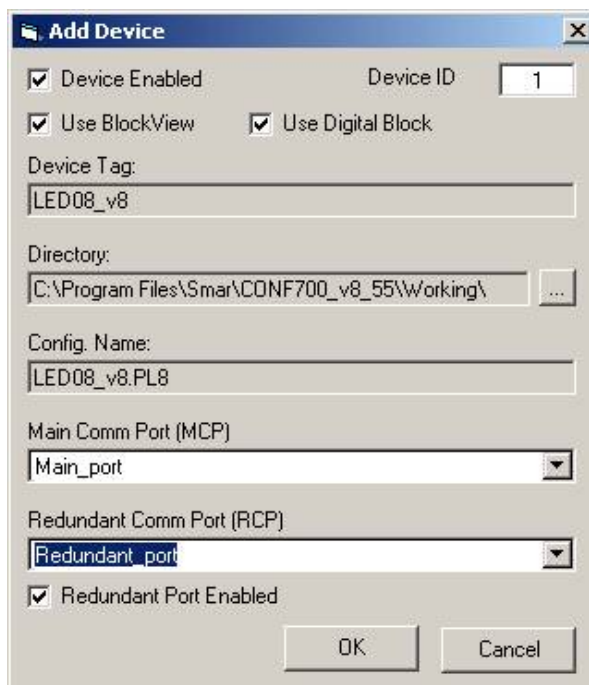 Add Device
Device Enabled Device ID 1
Use BlockView Use Digital Block
Device Tag:
LED08_v8
Directory:
C:\Program Files\Smar\CONF700_v8_55\Working\ ...
Config. Name:
LED08_v8.PL8
Main Comm Port (MCP)
Main_port
Redundant Comm Port (RCP)
Redundant_port
Redundant Port Enabled
OK Cancel